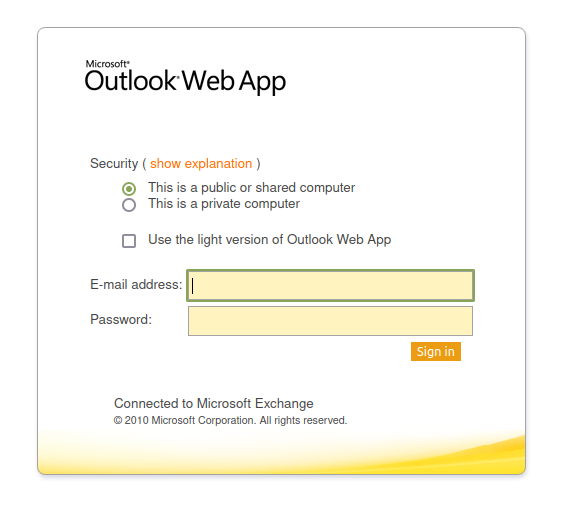 Microsoft®
Outlook® Web App
Security ( show explanation )
This is a public or shared computer
This is a private computer
Use the light version of Outlook Web App
E-mail address:
Password:
Sign in
Connected to Microsoft Exchange
© 2010 Microsoft Corporation. All rights reserved.